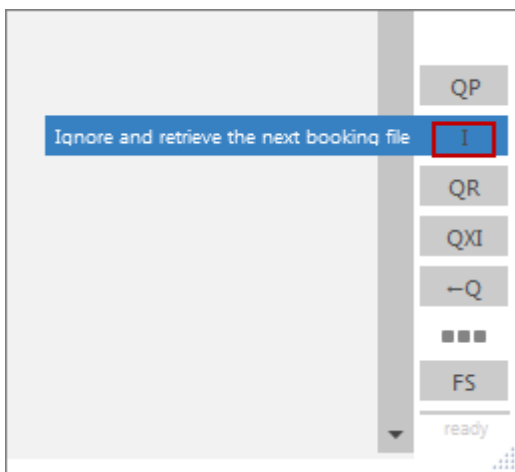 QP
Ignore and retrieve the next booking file I
QR
QXI
←Q
FS
ready